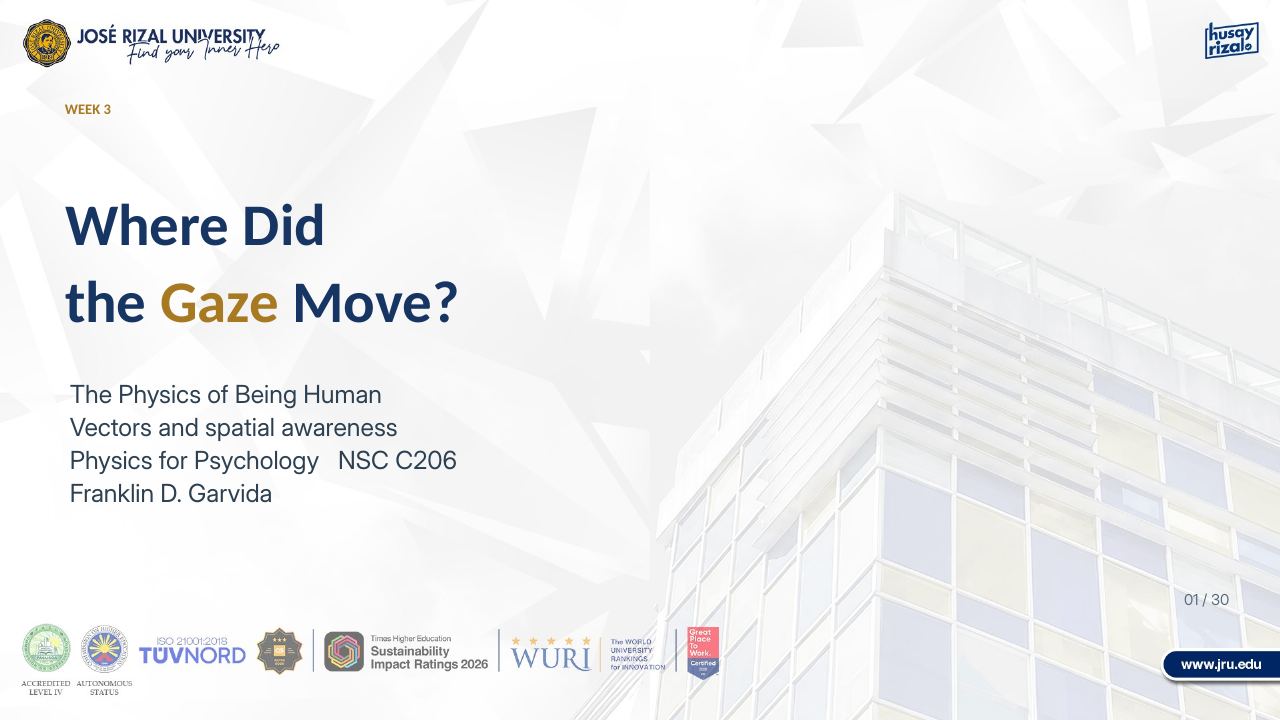 JOSÉ RIZAL UNIVERSITY
Find your Inner Hero
husay
rizal
WEEK 3
Where Did
the Gaze Move?
The Physics of Being Human
Vectors and spatial awareness
Physics for Psychology NSC C206
Franklin D. Garvida
01 / 30
ISO 21001:2018
TÜVNORD
Times Higher Education
Sustainability
Impact Ratings 2026
WURI
The WORLD
UNIVERSITY
RANKINGS
for INNOVATION
Great
Place
To
Work.
Certified
ACCREDITED
LEVEL IV
AUTONOMOUS
STATUS
www.jru.edu